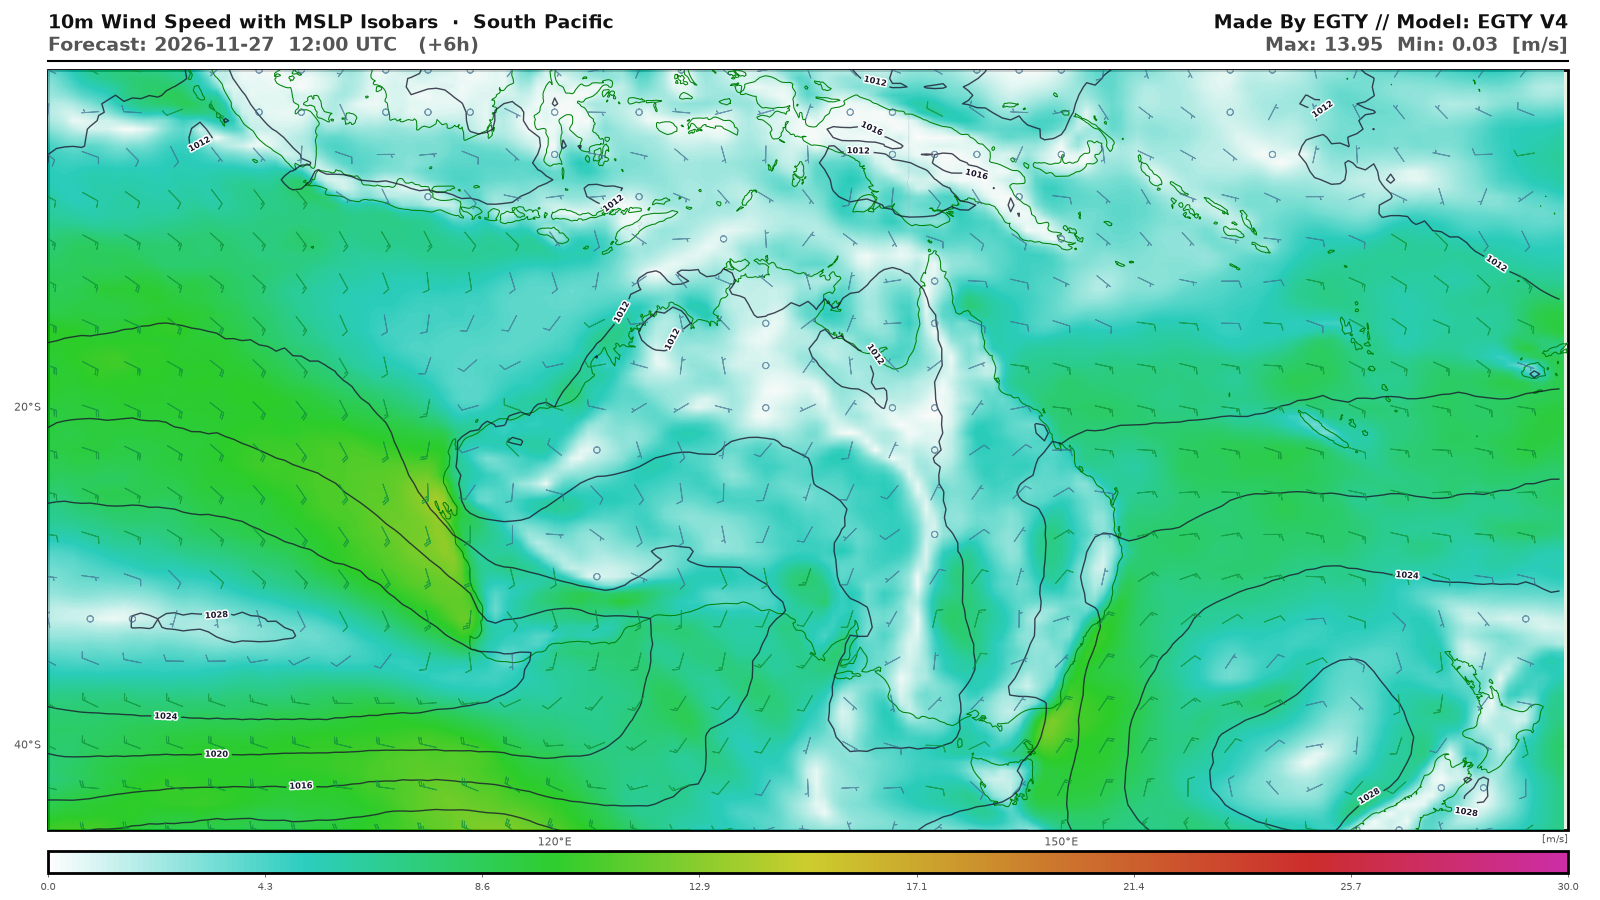 10m Wind Speed with MSLP Isobars · South Pacific
Made By EGTY // Model: EGTY V4
Forecast: 2026-11-27 12:00 UTC (+6h)
Max: 13.95 Min: 0.03 [m/s]
1012
1012
1016
1012
1012
1016
1012
1012
1012
1012
1012
20°S
1024
1028
1024
40°S
1020
1016
1028
1028
120°E
150°E
[m/s]
0.0
4.3
8.6
12.9
17.1
21.4
25.7
30.0